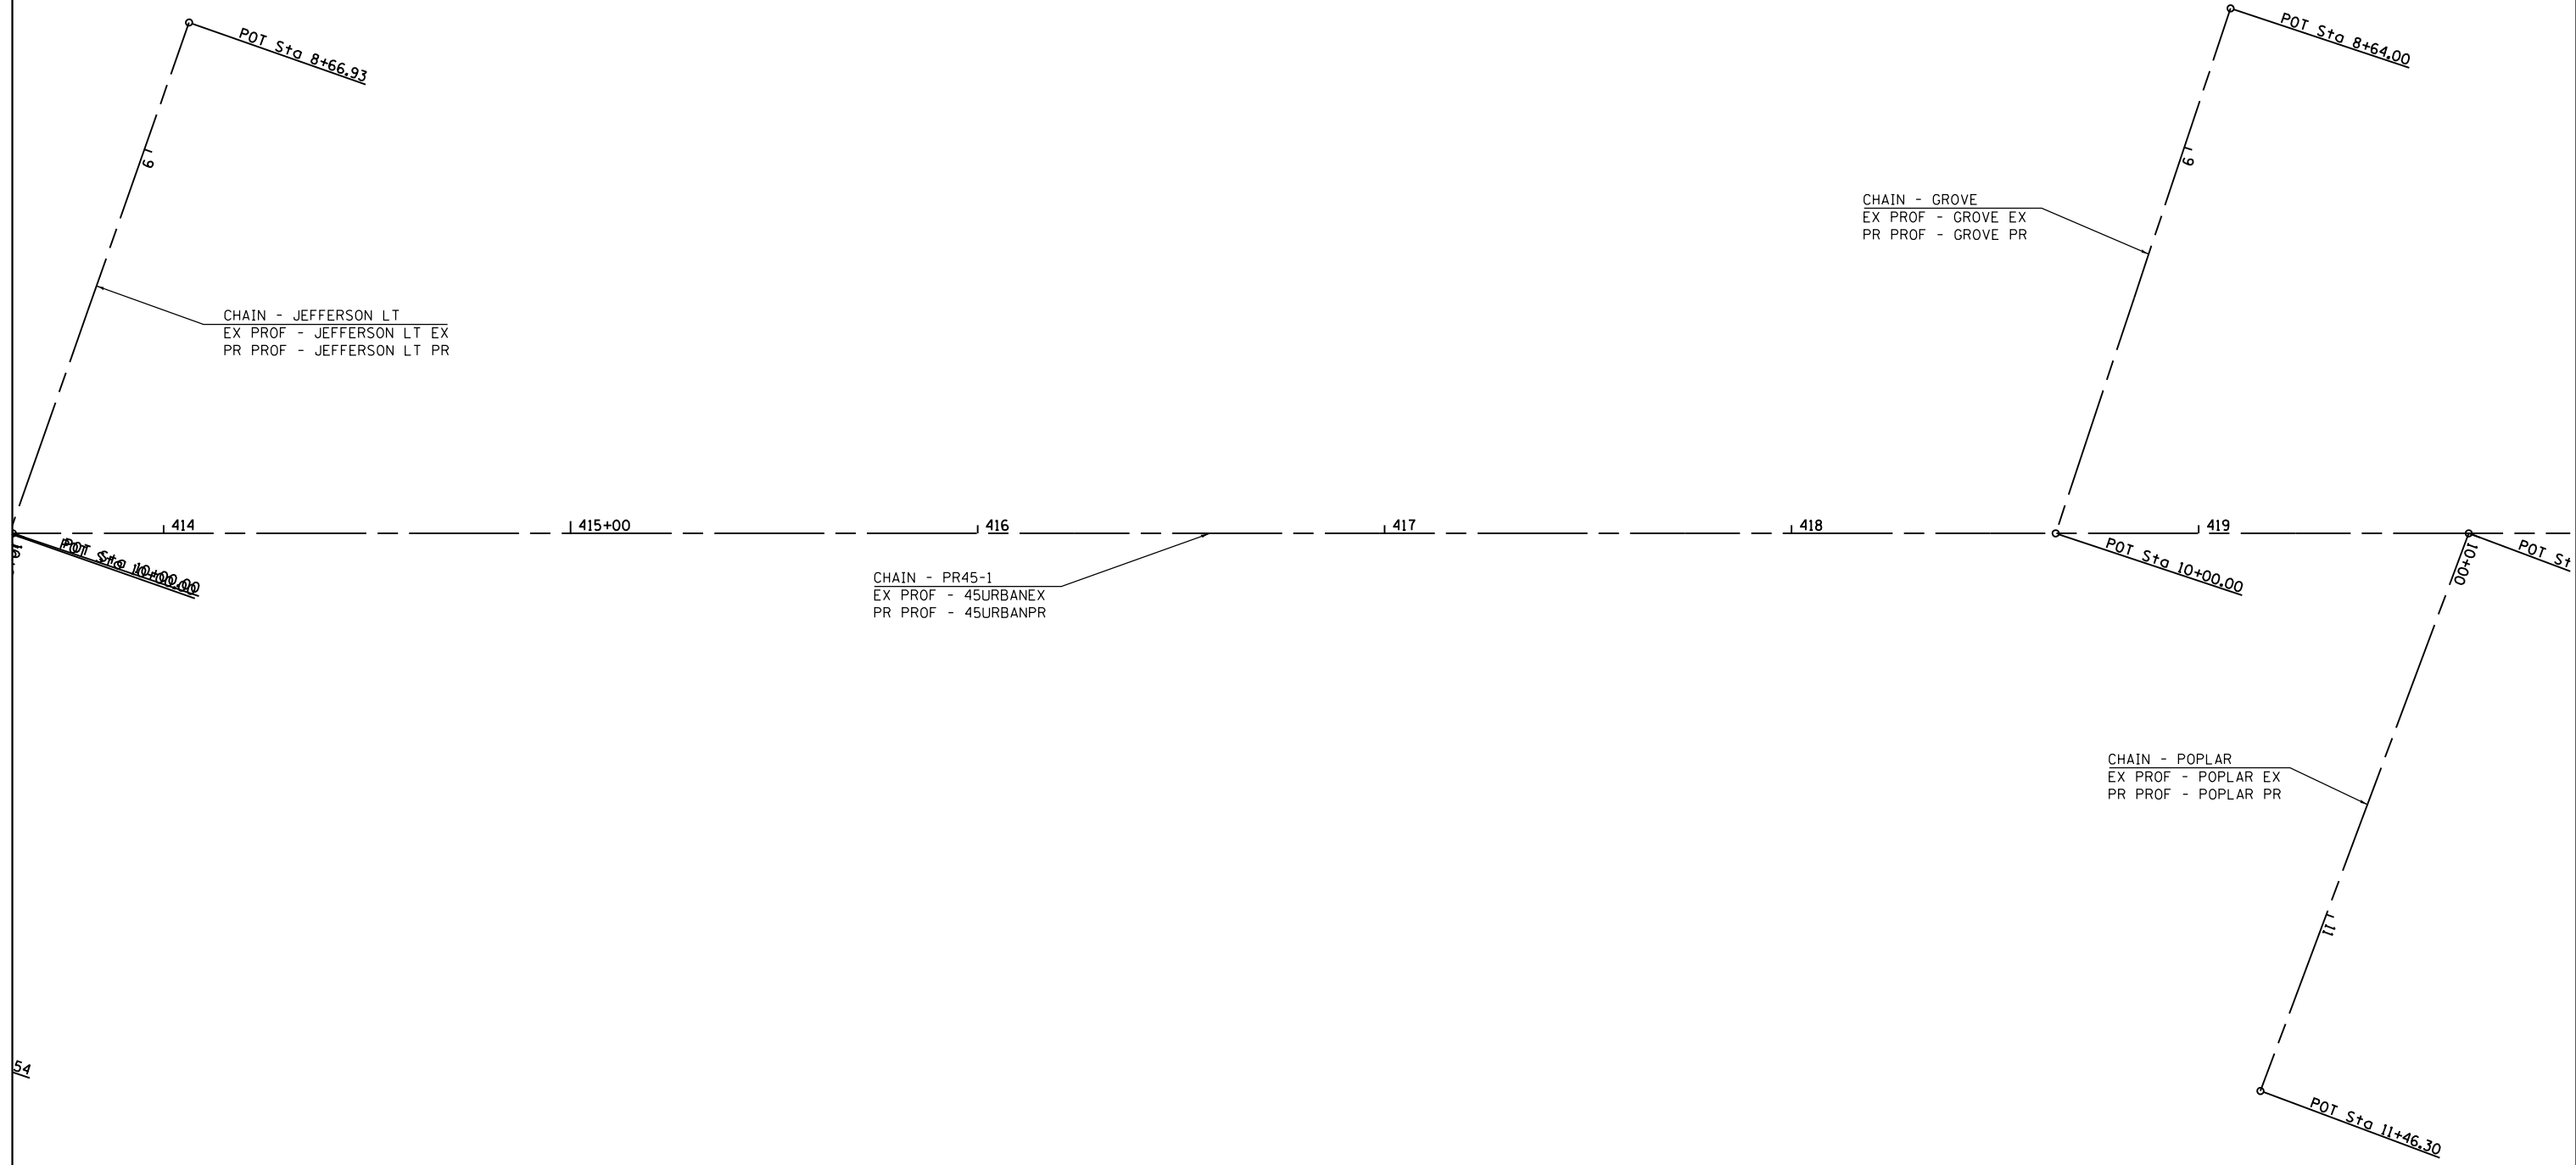 POT Sta 8+66.93
POT Sta 8+64.00
9
9
CHAIN - GROVE
EX PROF - GROVE EX
PR PROF - GROVE PR
CHAIN - JEFFERSON LT
EX PROF - JEFFERSON LT EX
PR PROF - JEFFERSON LT PR
414
415+00
416
417
418
419
POT Sta 10+00.00
POT Sta 10+00.00
POT St
10+00
CHAIN - PR45-1
EX PROF - 45URBANEX
PR PROF - 45URBANPR
CHAIN - POPLAR
EX PROF - POPLAR EX
PR PROF - POPLAR PR
11
54
POT Sta 11+46.30